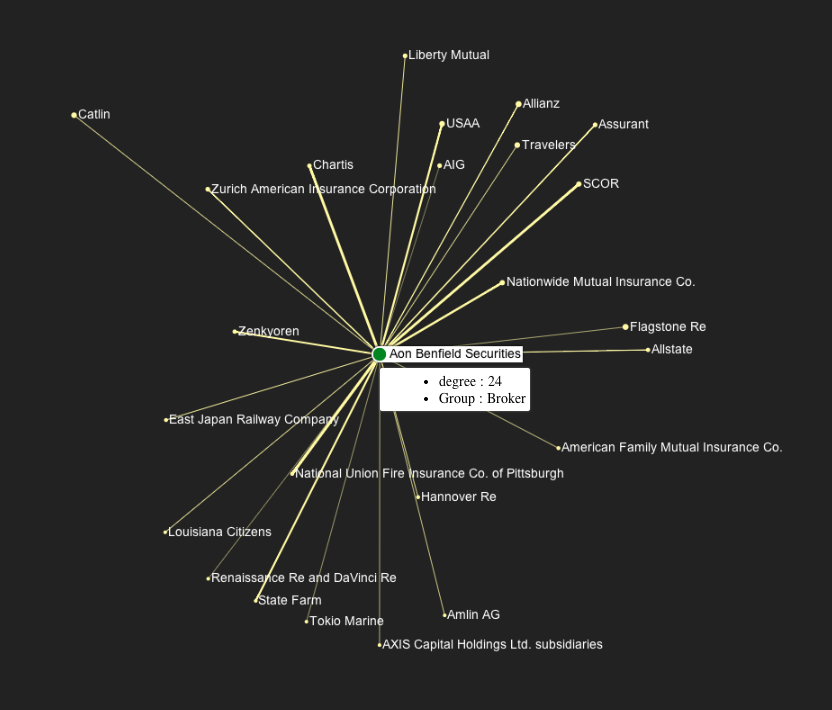 Liberty Mutual
Allianz
Catlin
USAA
Assurant
Travelers
Chartis
AIG
SCOR
Zurich American Insurance Corporation
Nationwide Mutual Insurance Co.
Flagstone Re
Zenkyoren
Allstate
Aon Benfield Securities
• degree : 24
• Group : Broker
East Japan Railway Company
American Family Mutual Insurance Co.
National Union Fire Insurance Co. of Pittsburgh
Hannover Re
Louisiana Citizens
Renaissance Re and DaVinci Re
State Farm
Amlin AG
Tokio Marine
AXIS Capital Holdings Ltd. subsidiaries